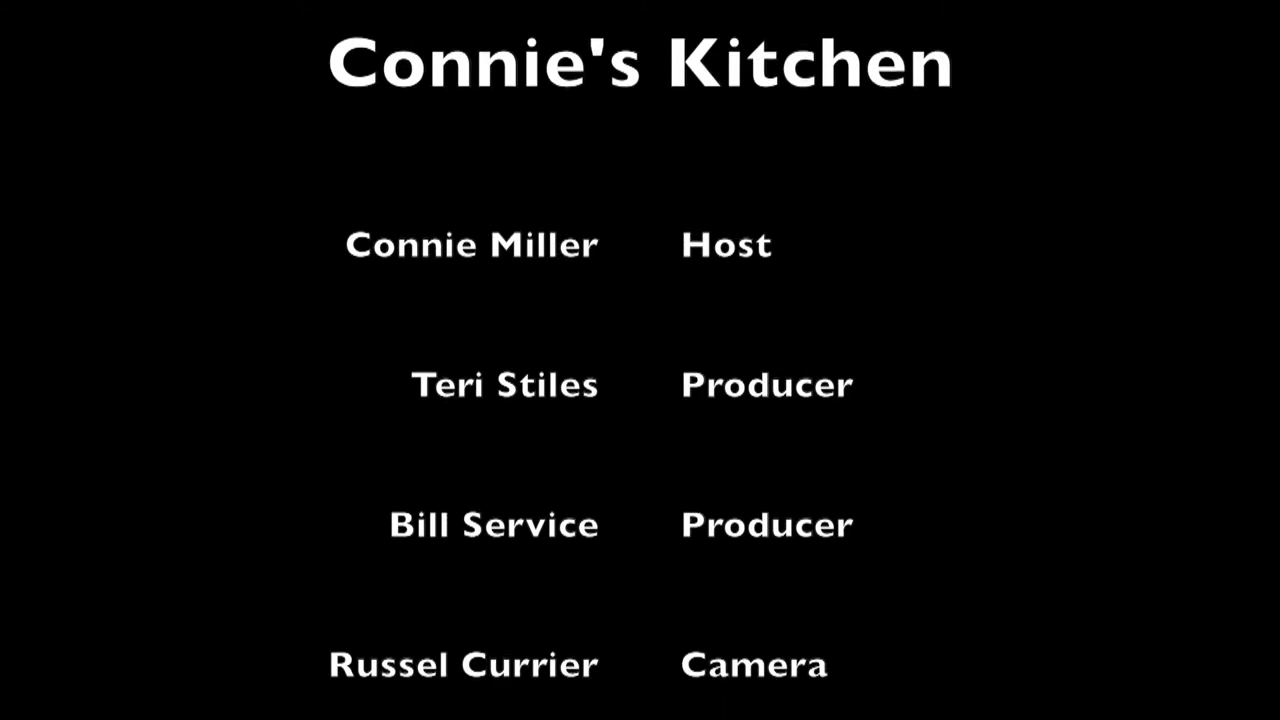 Connie's Kitchen
Connie Miller Host
Teri Stiles Producer
Bill Service Producer
Russel Currier Camera